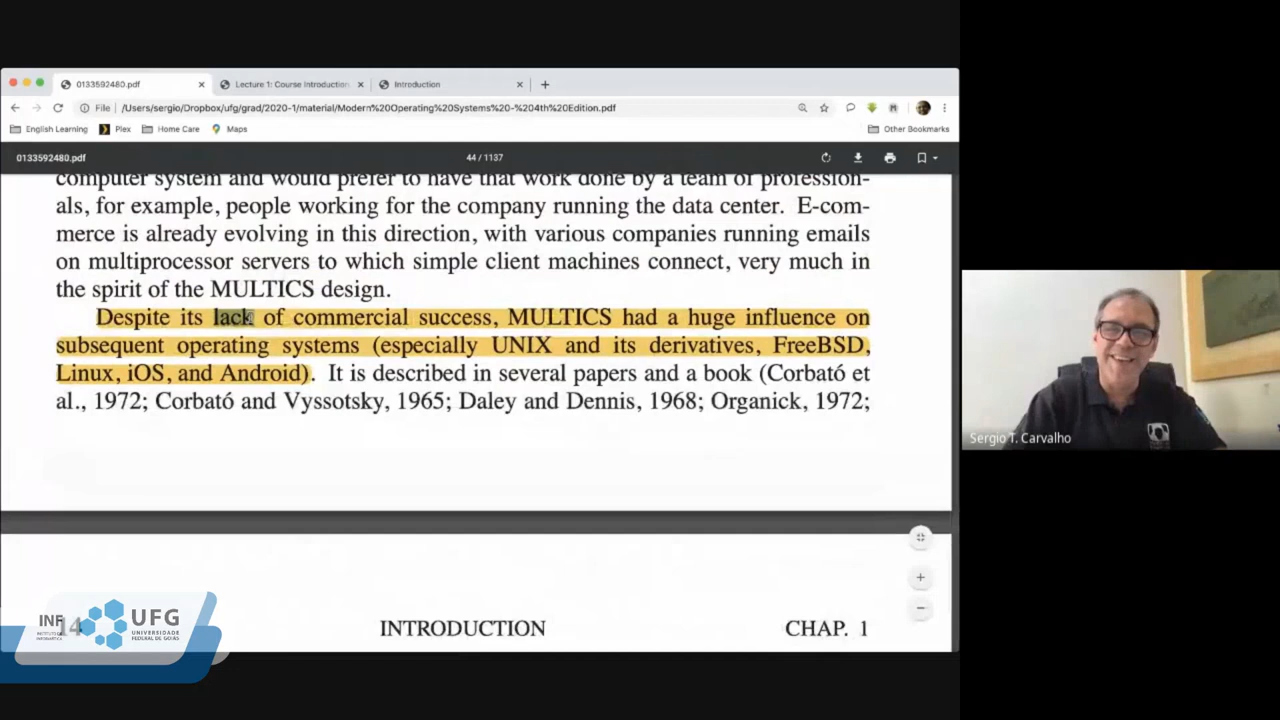 0133592480.pdf
Lecture 1: Course Introduction
Introduction
File | /Users/sergio/Dropbox/ufg/grad/2020-1/material/Modern%20Operating%20Systems%20-%204th%20Edition.pdf
English Learning Plex Home Care Maps Other Bookmarks
0133592480.pdf 44 / 1137
computer system and would prefer to have that work done by a team of profession-
als, for example, people working for the company running the data center. E-com-
merce is already evolving in this direction, with various companies running emails
on multiprocessor servers to which simple client machines connect, very much in
the spirit of the MULTICS design.
Despite its lack of commercial success, MULTICS had a huge influence on
subsequent operating systems (especially UNIX and its derivatives, FreeBSD,
Linux, iOS, and Android). It is described in several papers and a book (Corbató et
al., 1972; Corbató and Vyssotsky, 1965; Daley and Dennis, 1968; Organick, 1972;
14 INTRODUCTION CHAP. 1
INF
INSTITUTO DE
INFORMÁTICA
UFG
UNIVERSIDADE
FEDERAL DE GOIÁS
Sergio T. Carvalho